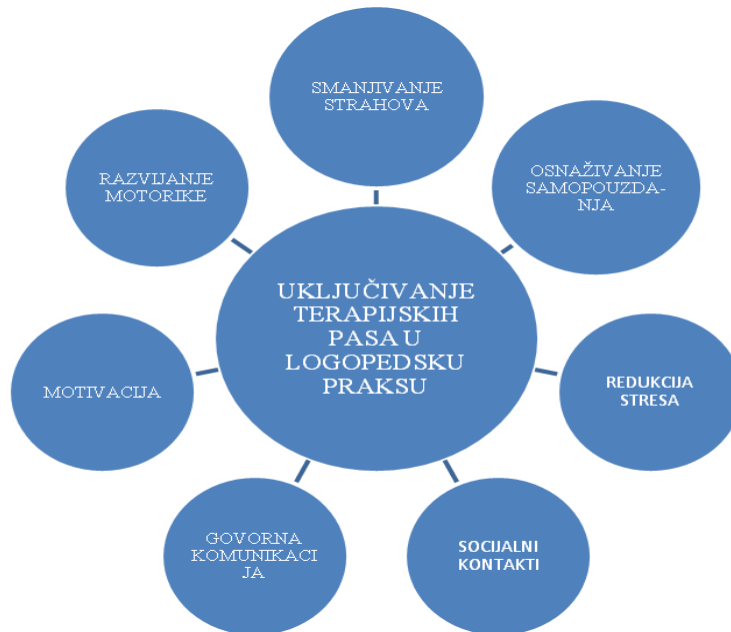 SMANJIVANJE
STRAHOVA
RAZVIJANJE
MOTORIKE
OSNAŽIVANJE
SAMOPOUZDA-
NJA
UKLJUČIVANJE
TERAPIJSKIH
PASA U
LOGOPEDSKU
PRAKSU
MOTIVACIJA
REDUKCIJA
STRESA
GOVORNA
KOMUNIKACI
JA
SOCIJALNI
KONTAKTI